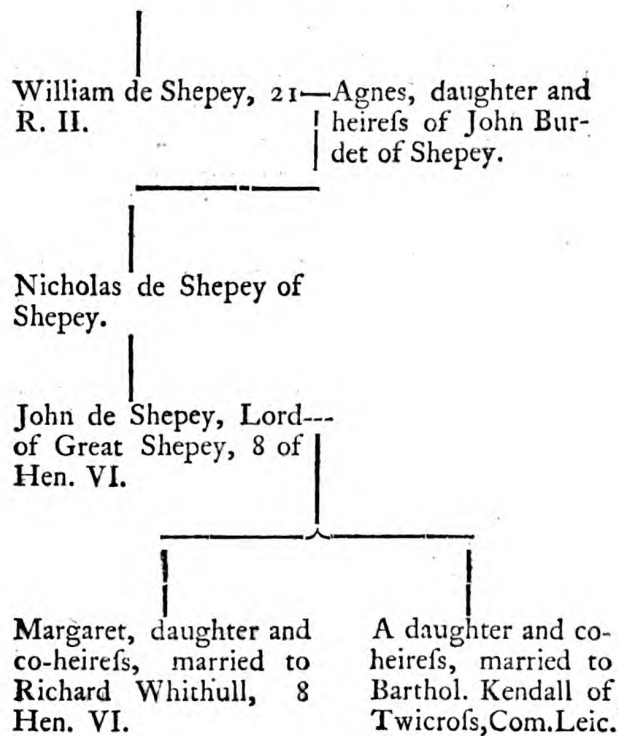 William de Shepey, 21—Agnes, daughter and
R. II.
heireſs of John Bur-
det of Shepey.
Nicholas de Shepey of
Shepey.
John de Shepey, Lord---
of Great Shepey, 8 of
Hen. VI.
Margaret, daughter and
co-heireſs, married to
Richard Whithull, 8
Hen. VI.
A daughter and co-
heireſs, married to
Barthol. Kendall of
Twicroſs,Com.Leic.